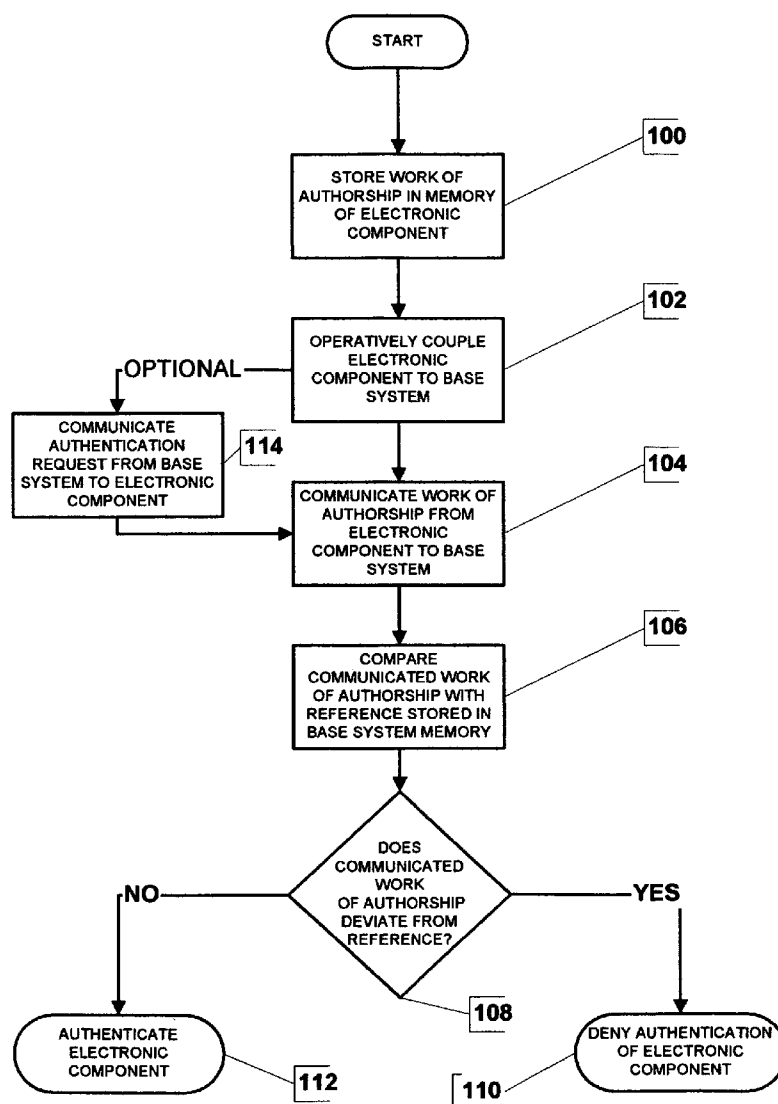 START
100
STORE WORK OF
AUTHORSHIP IN MEMORY
OF ELECTRONIC
COMPONENT
102
OPERATIVELY COUPLE
ELECTRONIC
COMPONENT TO BASE
SYSTEM
OPTIONAL
COMMUNICATE
AUTHENTICATION
REQUEST FROM BASE
SYSTEM TO ELECTRONIC
COMPONENT
114
104
COMMUNICATE WORK OF
AUTHORSHIP FROM
ELECTRONIC
COMPONENT TO BASE
SYSTEM
106
COMPARE
COMMUNICATED WORK
OF AUTHORSHIP WITH
REFERENCE STORED IN
BASE SYSTEM MEMORY
DOES
COMMUNICATED
WORK
OF AUTHORSHIP
DEVIATE FROM
REFERENCE?
NO
YES
108
AUTHENTICATE
ELECTRONIC
COMPONENT
112
110
DENY AUTHENTICATION
OF ELECTRONIC
COMPONENT